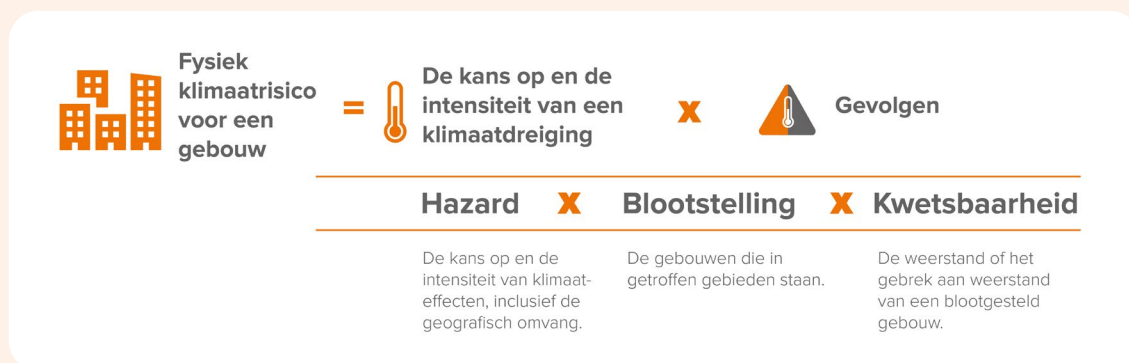 Fysiek
klimaatrisico
voor een
gebouw
=
De kans op en de
intensiteit van een
klimaatdreiging
x
Gevolgen
Hazard x Blootstelling x Kwetsbaarheid
De kans op en de
intensiteit van klimaat-
effecten, inclusief de
geografisch omvang.
De gebouwen die in
getroffen gebieden staan.
De weerstand of het
gebrek aan weerstand
van een blootgesteld
gebouw.